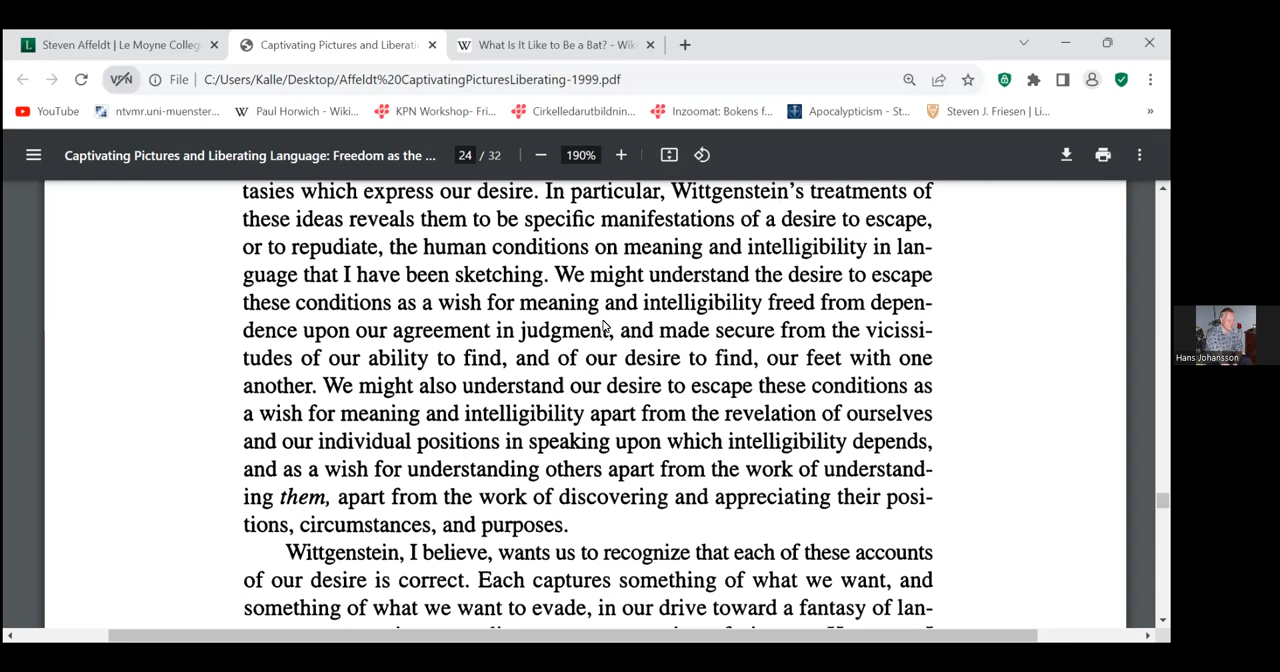 Steven Affeldt | Le Moyne Colleg
Captivating Pictures and Liberati
W What Is It Like to Be a Bat? - Wiki
VPN File C:/Users/Kalle/Desktop/Affeldt%20CaptivatingPicturesLiberating-1999.pdf
YouTube ntvmr.uni-muenster... W Paul Horwich - Wiki... KPN Workshop- Fri... Cirkelledarutbildnin... Inzoomat: Bokens f... Apocalypticism - St... Steven J. Friesen | Li... »
Captivating Pictures and Liberating Language: Freedom as the ... 24 / 32 190%
tasies which express our desire. In particular, Wittgenstein's treatments of
these ideas reveals them to be specific manifestations of a desire to escape,
or to repudiate, the human conditions on meaning and intelligibility in lan-
guage that I have been sketching. We might understand the desire to escape
these conditions as a wish for meaning and intelligibility freed from depen-
dence upon our agreement in judgment, and made secure from the vicissi-
tudes of our ability to find, and of our desire to find, our feet with one
another. We might also understand our desire to escape these conditions as
a wish for meaning and intelligibility apart from the revelation of ourselves
and our individual positions in speaking upon which intelligibility depends,
and as a wish for understanding others apart from the work of understand-
ing them, apart from the work of discovering and appreciating their posi-
tions, circumstances, and purposes.
Wittgenstein, I believe, wants us to recognize that each of these accounts
of our desire is correct. Each captures something of what we want, and
something of what we want to evade, in our drive toward a fantasy of lan-
Hans Johansson